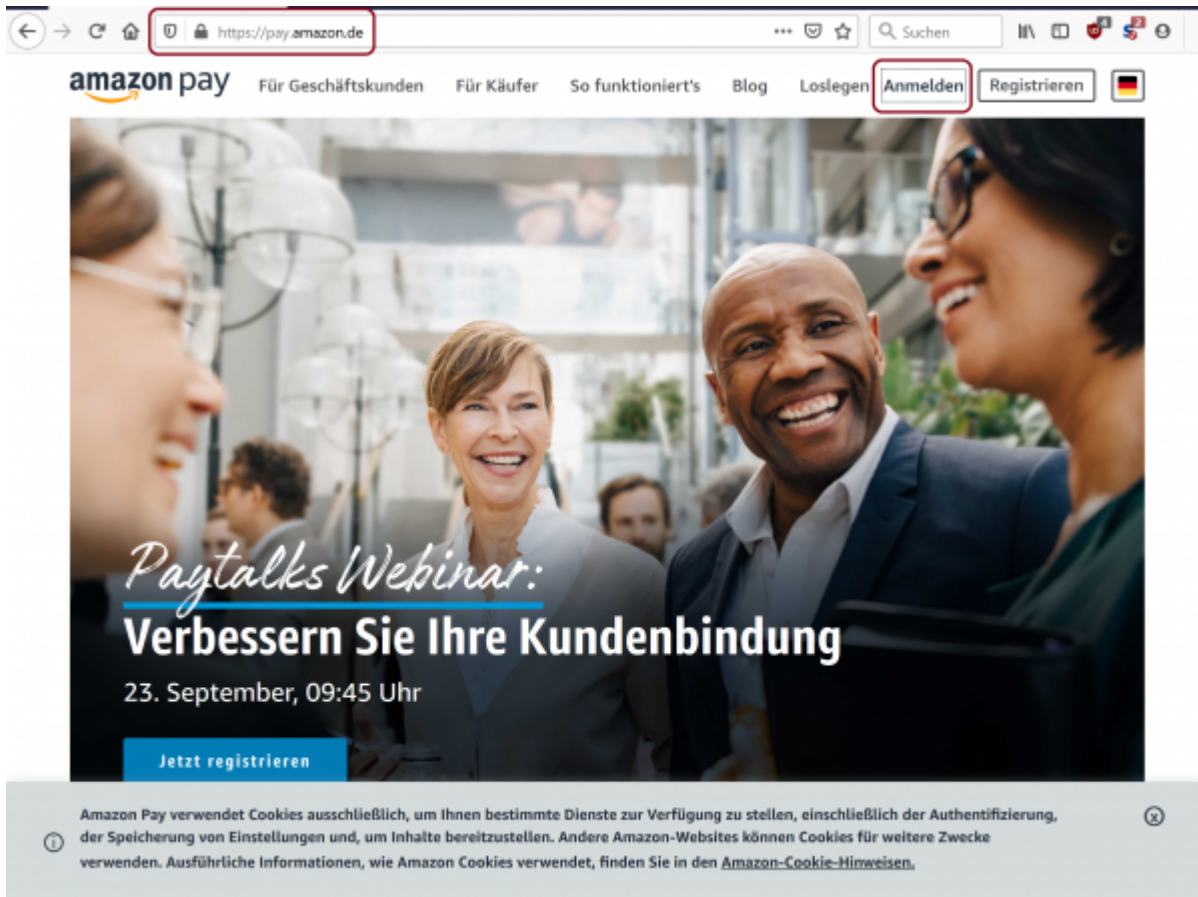 https://pay.amazon.de
Suchen
4
2
amazon pay Für Geschäftskunden Für Käufer So funktioniert's Blog Loslegen Anmelden Registrieren
Paytalks Webinar:
Verbessern Sie Ihre Kundenbindung
23. September, 09:45 Uhr
Jetzt registrieren
Amazon Pay verwendet Cookies ausschließlich, um Ihnen bestimmte Dienste zur Verfügung zu stellen, einschließlich der Authentifizierung,
der Speicherung von Einstellungen und, um Inhalte bereitzustellen. Andere Amazon-Websites können Cookies für weitere Zwecke
verwenden. Ausführliche Informationen, wie Amazon Cookies verwendet, finden Sie in den Amazon-Cookie-Hinweisen.